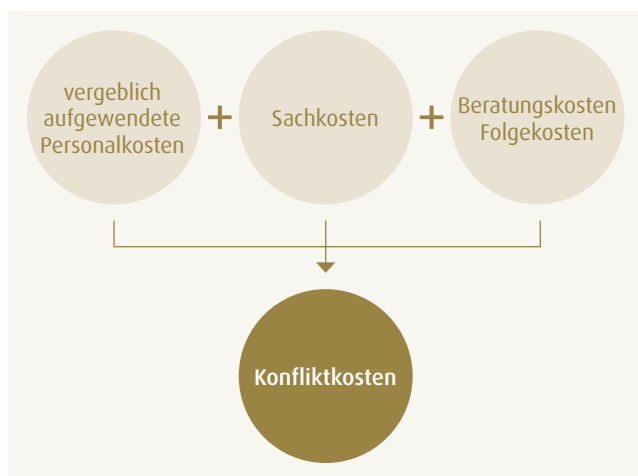 vergeblich
aufgewendete
Personalkosten
+
Sachkosten
+
Beratungskosten
Folgekosten
Konfliktkosten